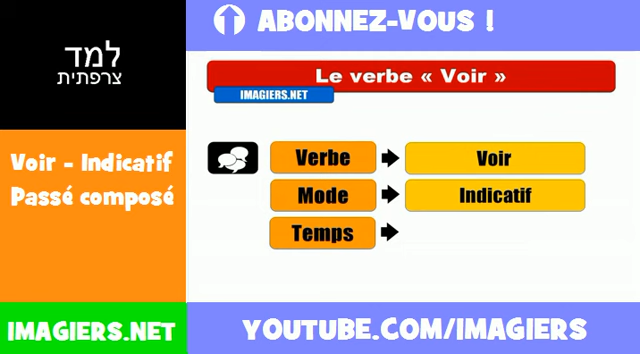 למד
צרפתית
Voir - Indicatif
Passé composé
IMAGIERS.NET
ABONNEZ-VOUS !
Le verbe « Voir »
IMAGIERS.NET
Verbe Voir
Mode Indicatif
Temps
YOUTUBE.COM/IMAGIERS